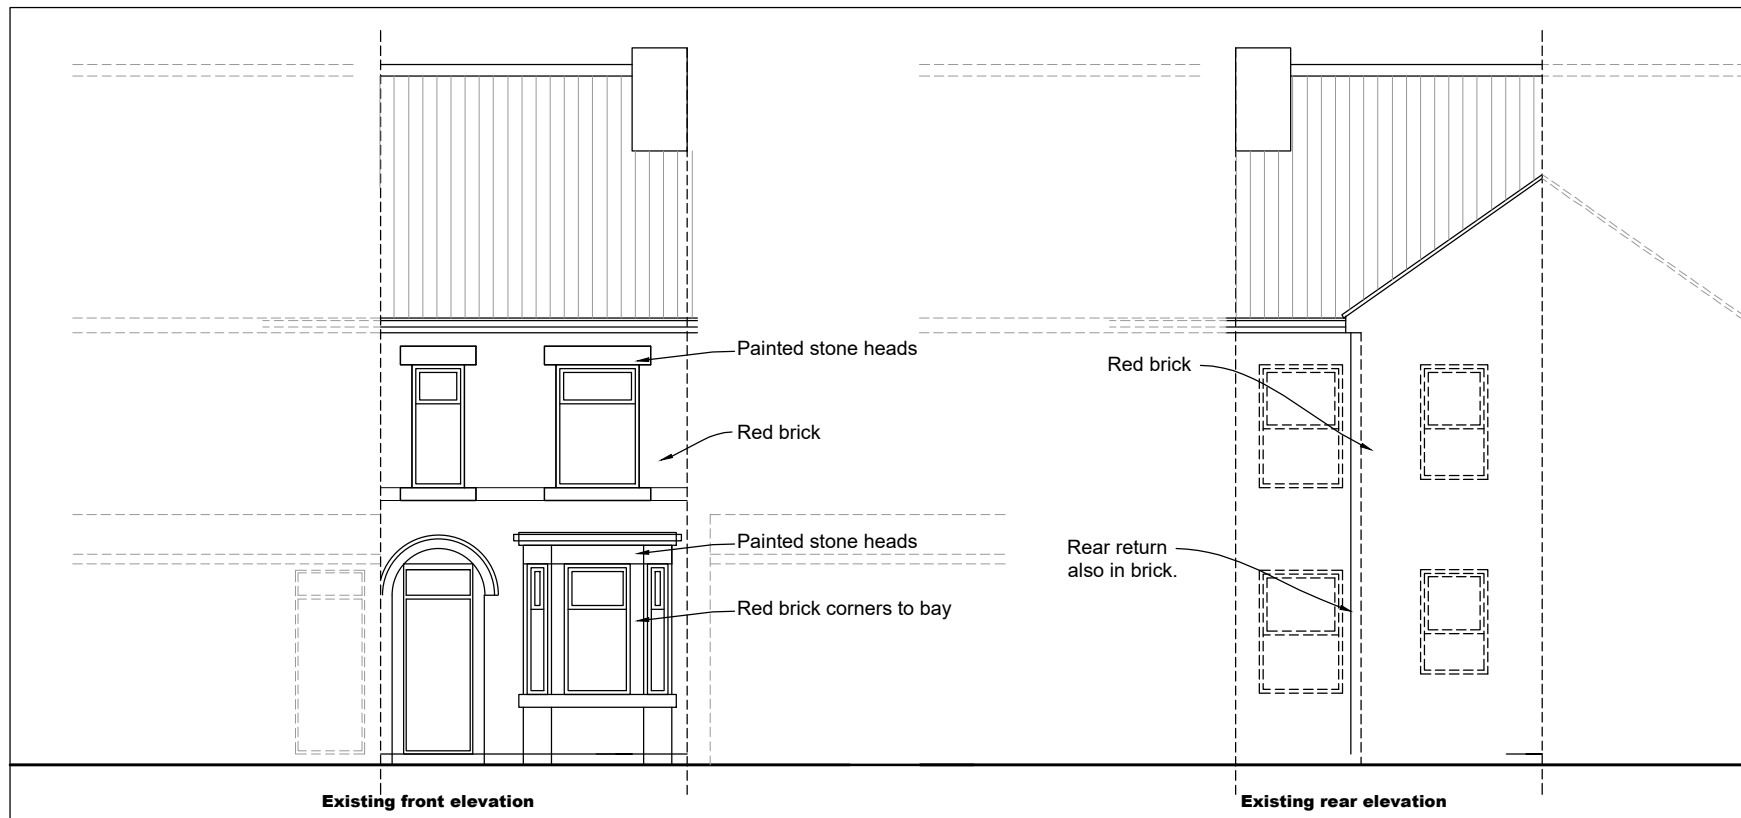 Painted stone heads
Red brick
Painted stone heads
Red brick corners to bay
Existing front elevation
Red brick
Rear return
also in brick.
Existing rear elevation